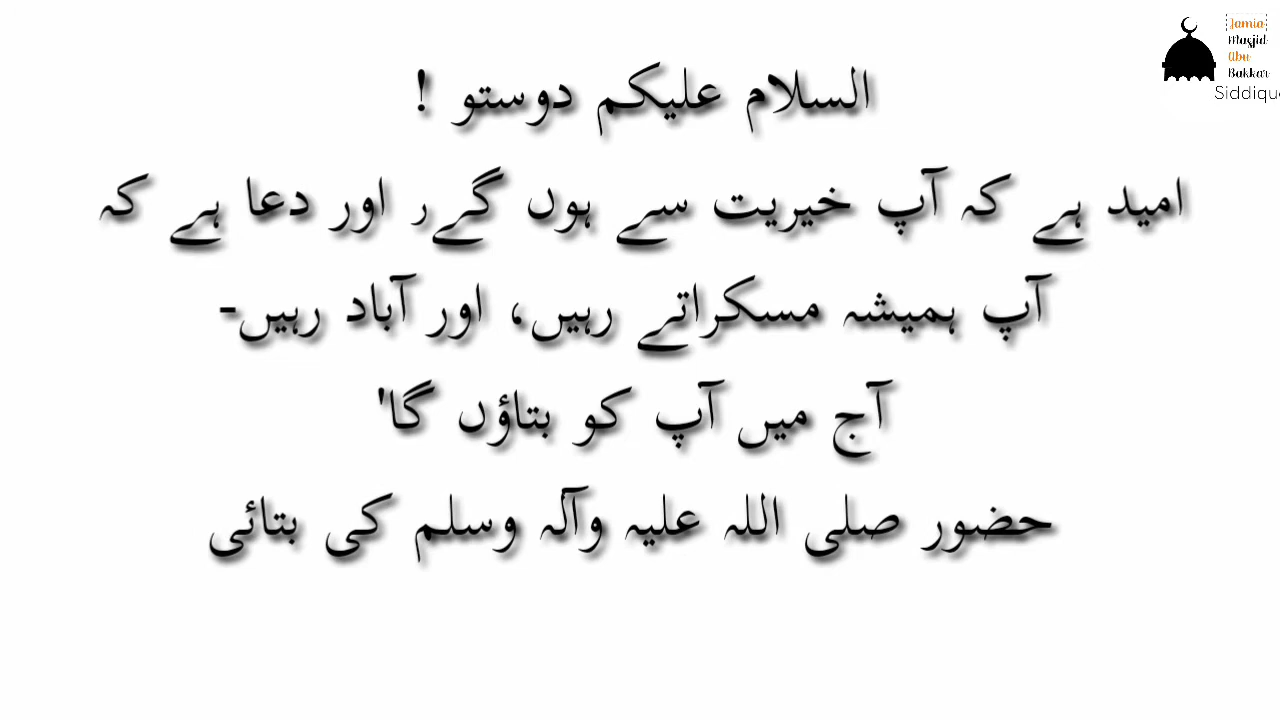 السلام علیکم دوستو !
امید ہے کہ آپ خیریت سے ہوں گےر اور دعا ہے کہ
آپ ہمیشہ مسکراتے رہیں، اور آباد رہیں-
آج میں آپ کو بتاؤں گا'
حضور صلی اللہ علیہ وآلہ وسلم کی بتائی
Jamia
Masjid
Abu
Bakkar
Siddique